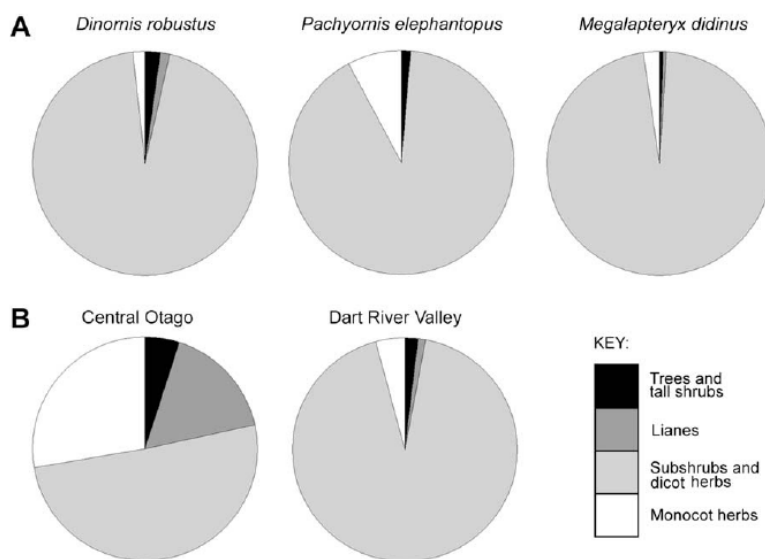 A
Dinornis robustus
Pachyornis elephantopus
Megalapteryx didinus
B
Central Otago
Dart River Valley
KEY:
Trees and
tall shrubs
Lianes
Subshrubs and
dicot herbs
Monocot herbs